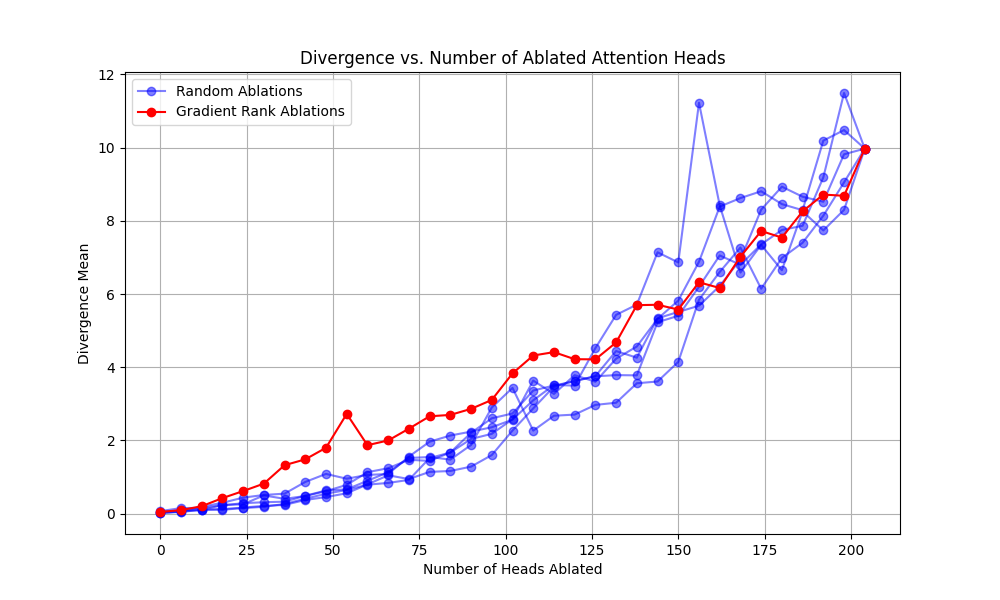 Divergence vs. Number of Ablated Attention Heads
12
10
8
6
4
2
0
Divergence Mean
Random Ablations
Gradient Rank Ablations
0 25 50 75 100 125 150 175 200
Number of Heads Ablated